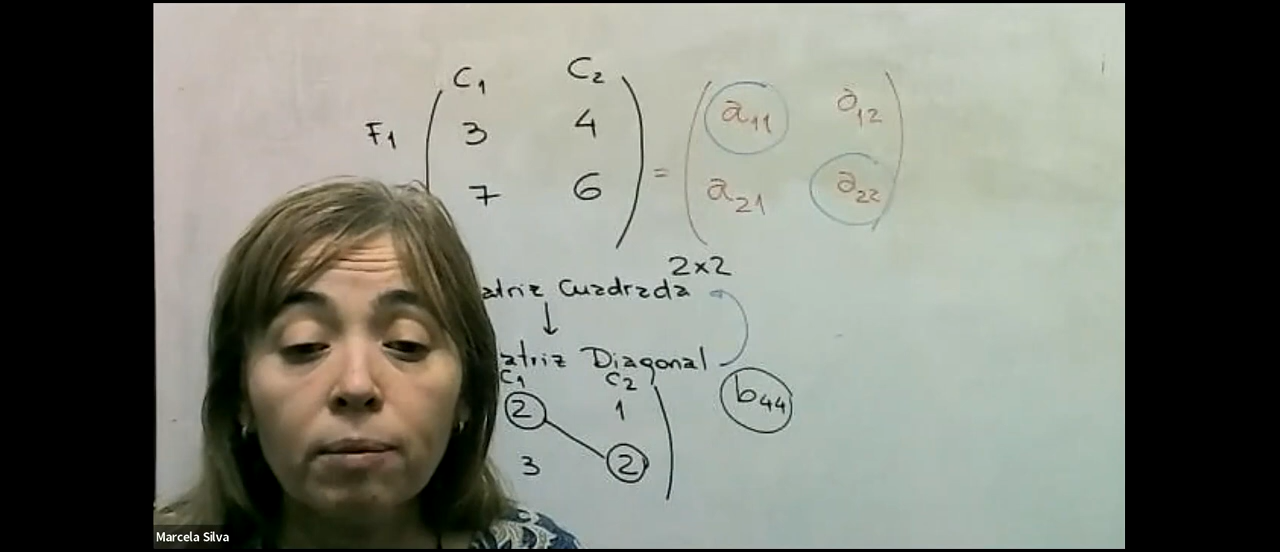 C₁ C₂
F₁ ( 3 4 ) = ( a₁₁ a₁₂ )
( 7 6 ) ( a₂₁ a₂₂ )
2x2
atriz Cuadrada
↓
atriz Diagonal
C₁ C₂
2 1 ) b₄₄
3 2 )
Marcela Silva